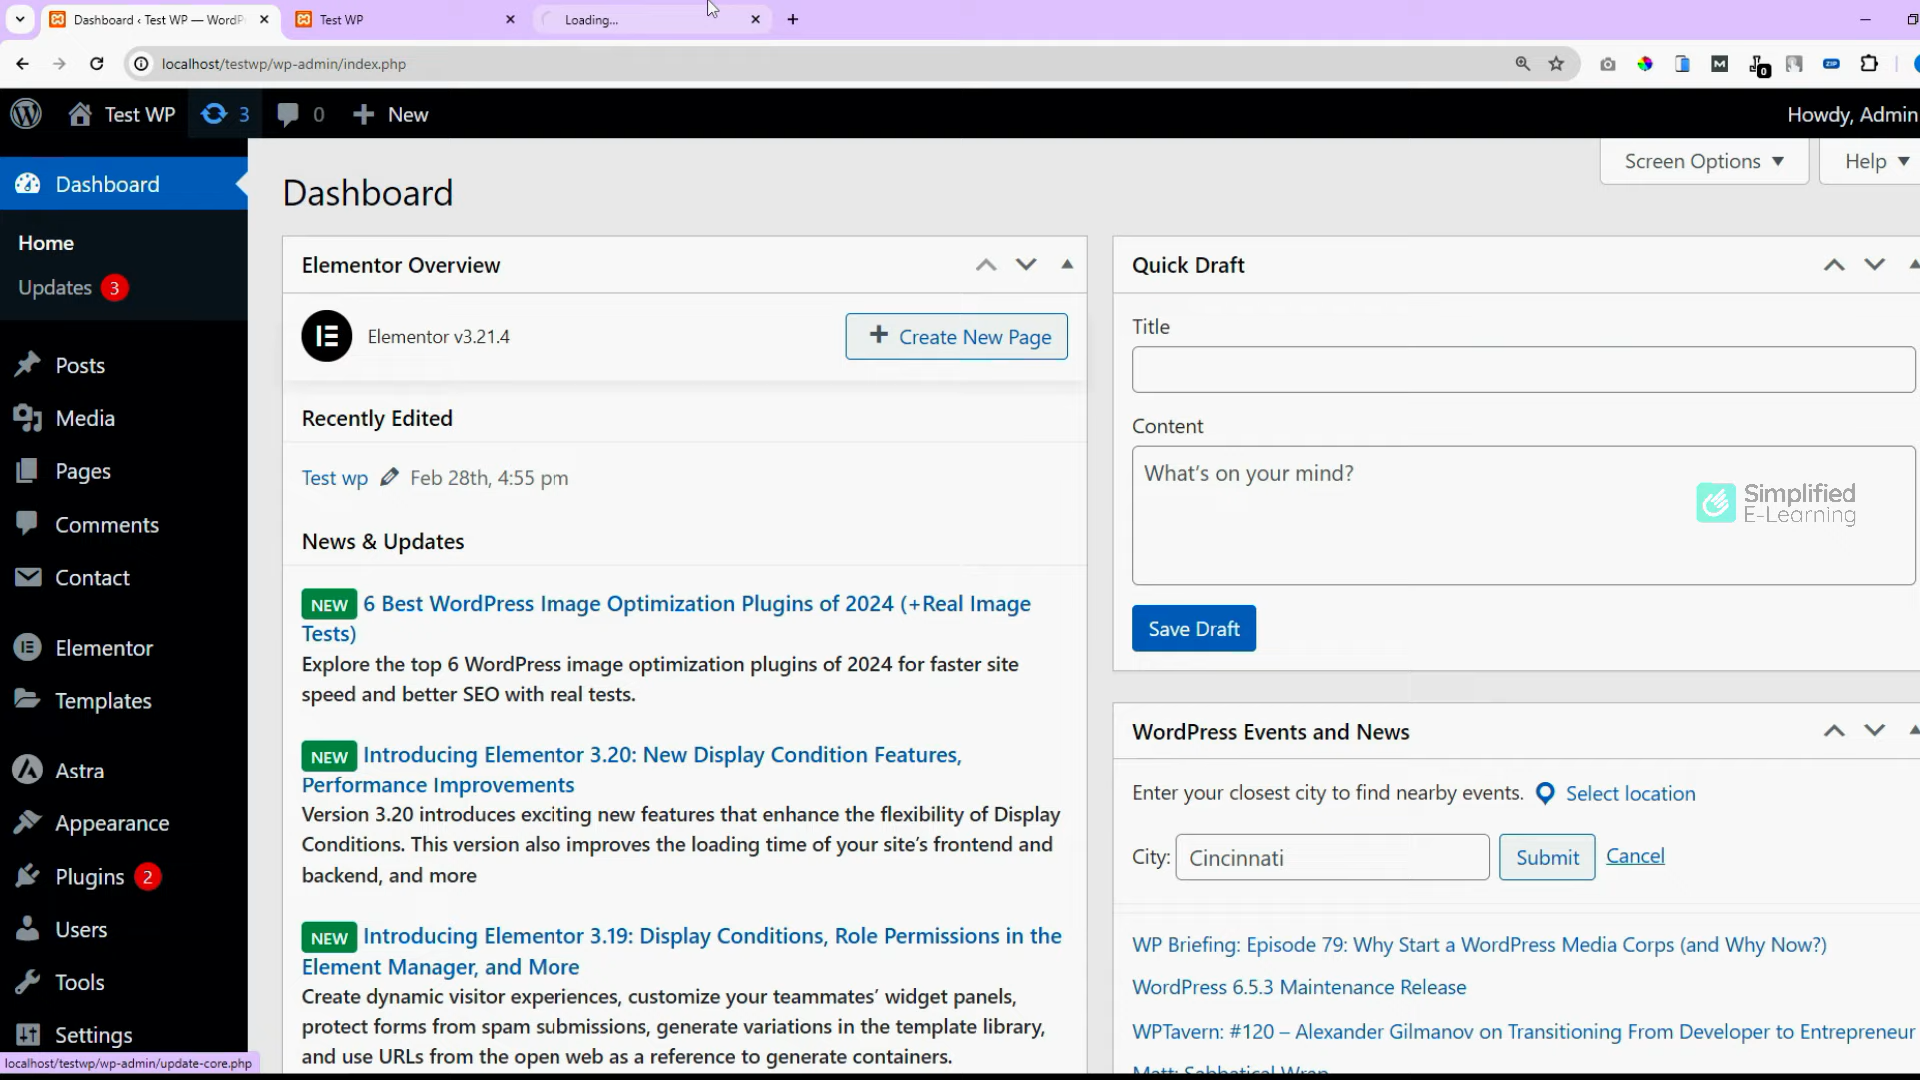 Dashboard ‹ Test WP — WordP
Test WP
Loading...
localhost/testwp/wp-admin/index.php
0
Test WP
3
0
New
Howdy, Admin
Screen Options
Help
Dashboard
Dashboard
Home
Updates 3
Posts
Media
Pages
Comments
Contact
Elementor
Templates
Astra
Appearance
Plugins 2
Users
Tools
Settings
localhost/testwp/wp-admin/update-core.php
Elementor Overview
Elementor v3.21.4
Create New Page
Recently Edited
Test wp Feb 28th, 4:55 pm
News & Updates
NEW 6 Best WordPress Image Optimization Plugins of 2024 (+Real Image
Tests)
Explore the top 6 WordPress image optimization plugins of 2024 for faster site
speed and better SEO with real tests.
NEW Introducing Elementor 3.20: New Display Condition Features,
Performance Improvements
Version 3.20 introduces exciting new features that enhance the flexibility of Display
Conditions. This version also improves the loading time of your site's frontend and
backend, and more
NEW Introducing Elementor 3.19: Display Conditions, Role Permissions in the
Element Manager, and More
Create dynamic visitor experiences, customize your teammates' widget panels,
protect forms from spam submissions, generate variations in the template library,
and use URLs from the open web as a reference to generate containers.
Quick Draft
Title
Content
What's on your mind?
Simplified
E-Learning
Save Draft
WordPress Events and News
Enter your closest city to find nearby events. Select location
City: Cincinnati Submit Cancel
WP Briefing: Episode 79: Why Start a WordPress Media Corps (and Why Now?)
WordPress 6.5.3 Maintenance Release
WPTavern: #120 – Alexander Gilmanov on Transitioning From Developer to Entrepreneur
Matt: Sabbatical Wrap